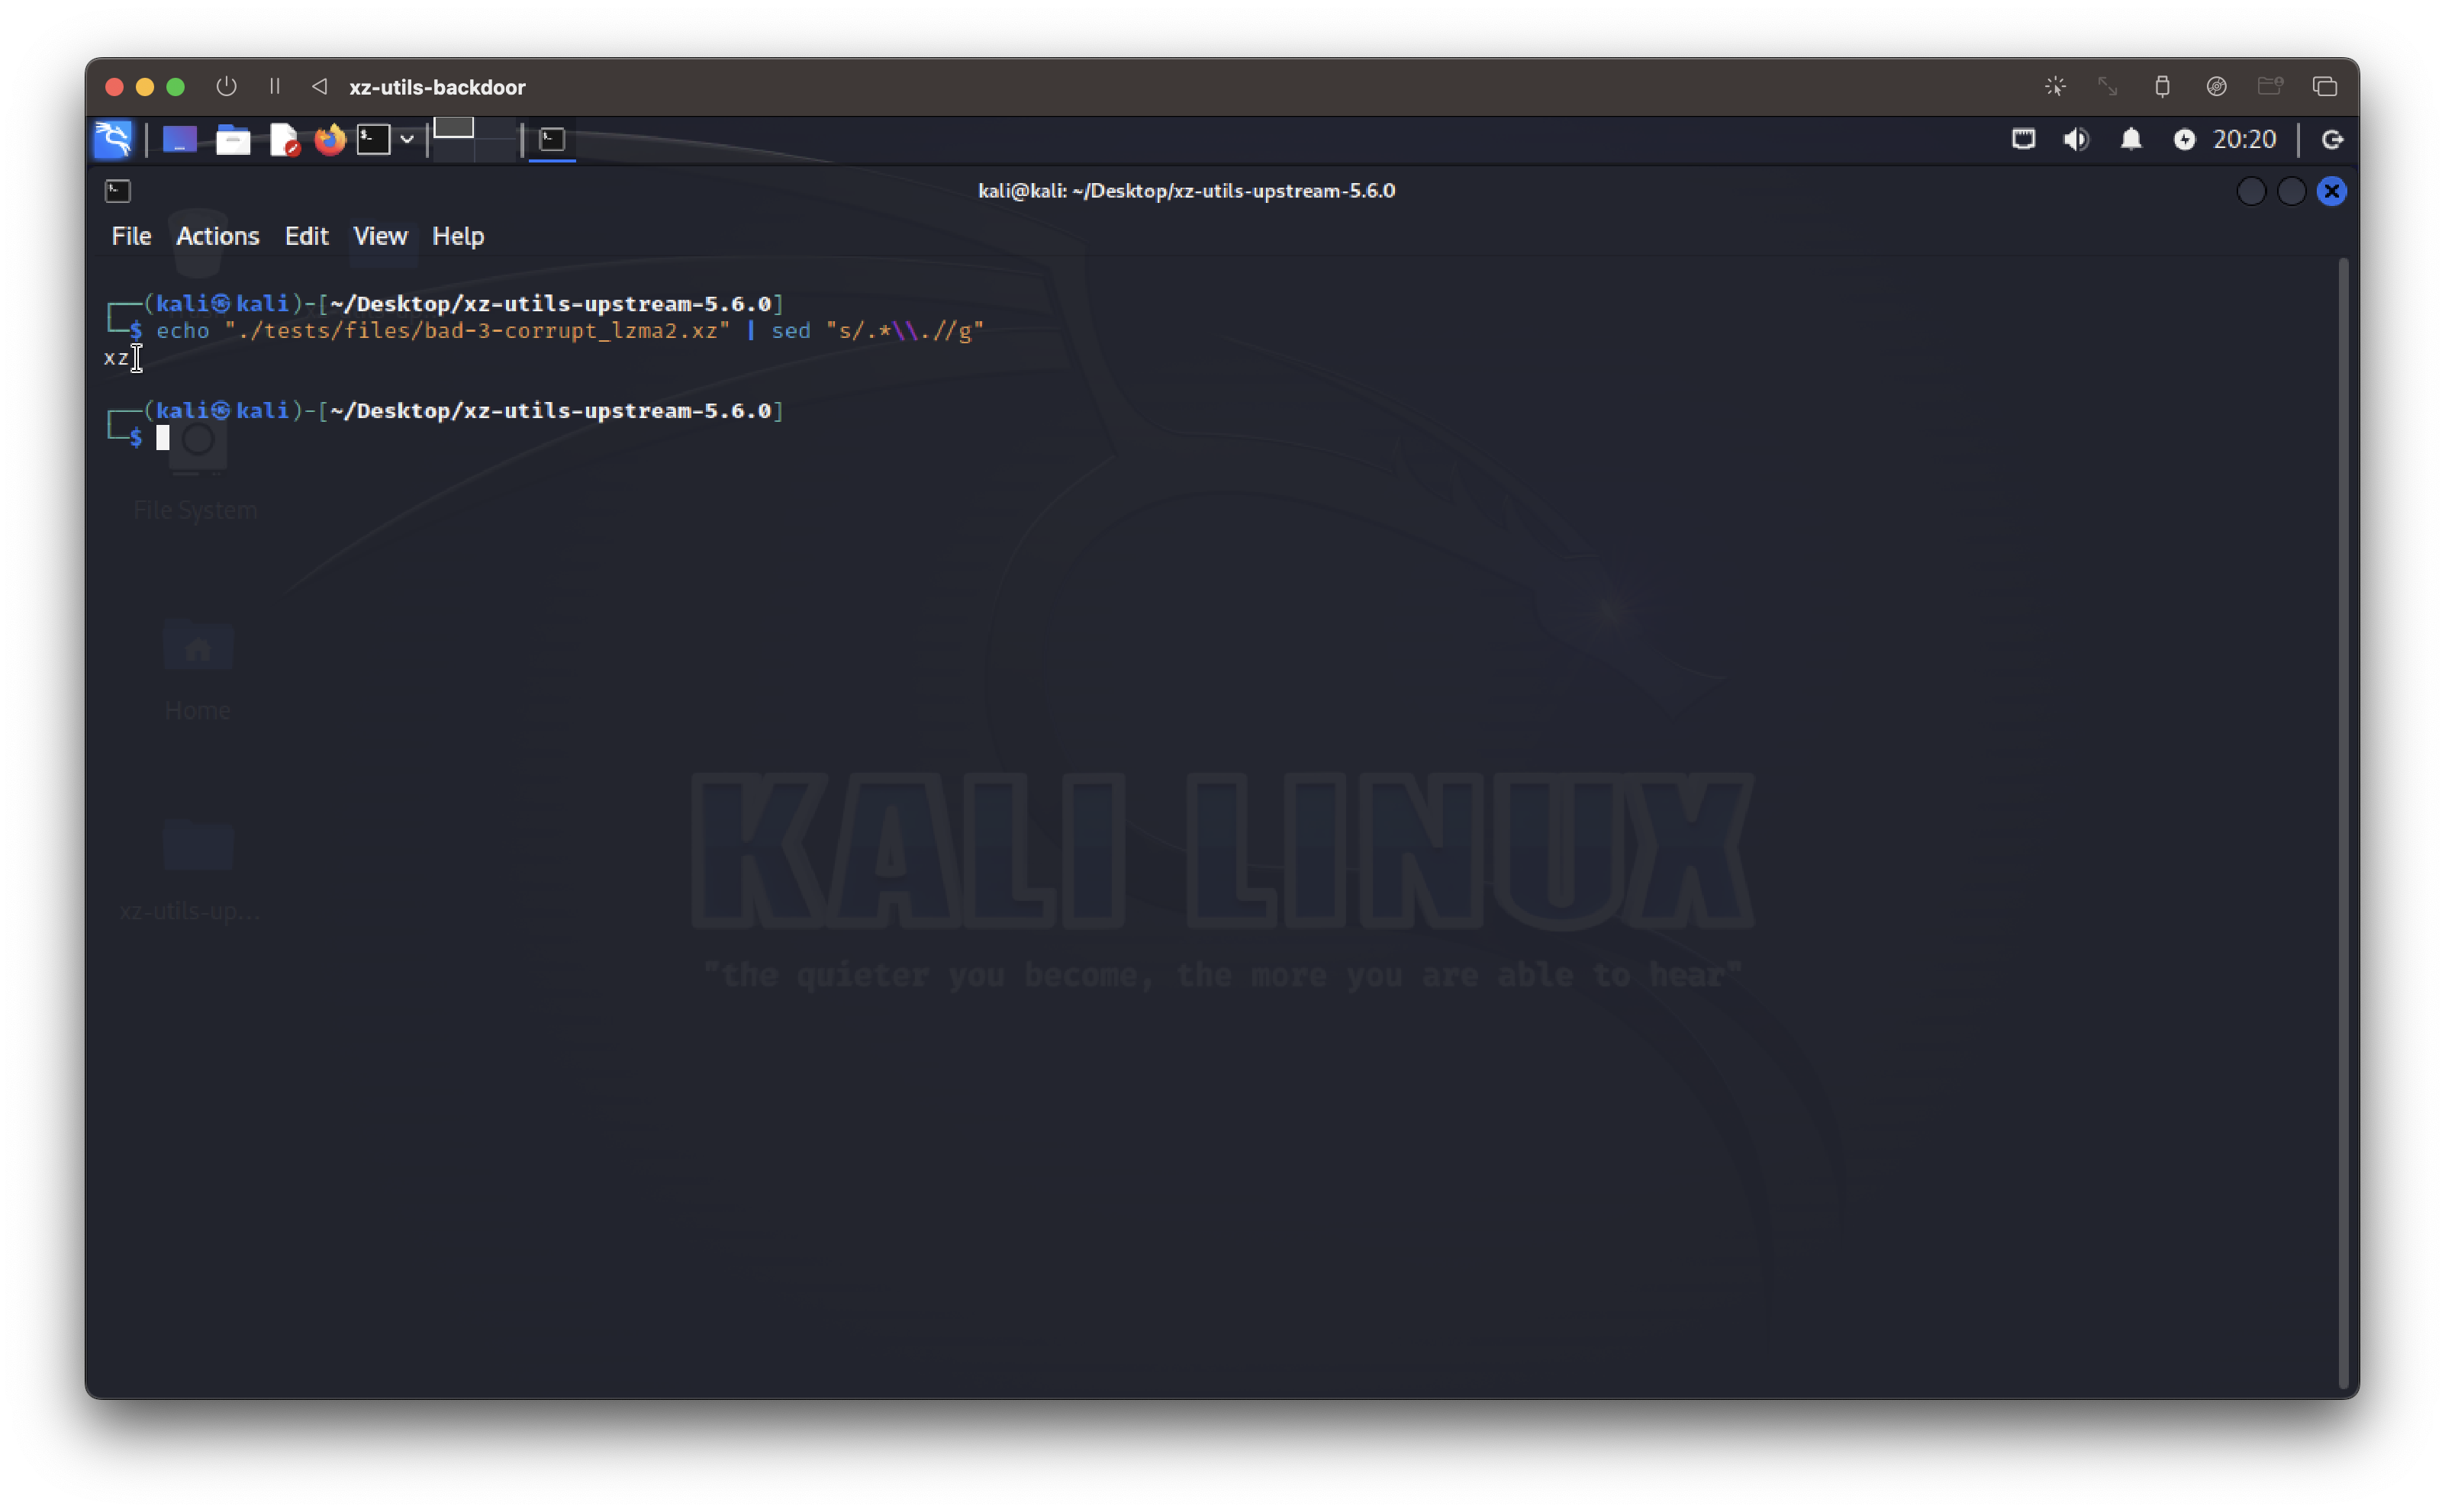 xz-utils-backdoor
20:20
kali@kali: ~/Desktop/xz-utils-upstream-5.6.0
File Actions Edit View Help
┌──(kali㉿kali)-[~/Desktop/xz-utils-upstream-5.6.0]
└─$ echo "./tests/files/bad-3-corrupt_lzma2.xz" | sed "s/.*\\.//g"
xz
┌──(kali㉿kali)-[~/Desktop/xz-utils-upstream-5.6.0]
└─$
File System
Home
xz-utils-up...
KALI LINUX
"the quieter you become, the more you are able to hear"